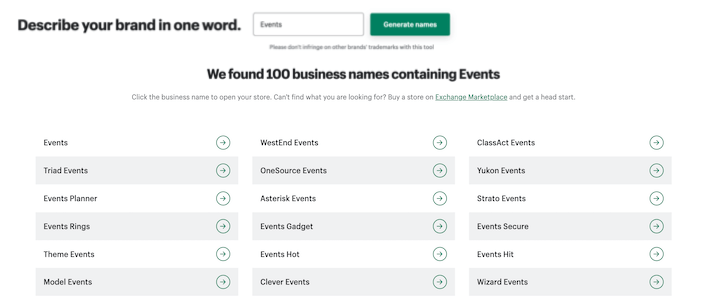 Describe your brand in one word.
Events
Generate names
Please don't infringe on other brands' trademarks with this tool
We found 100 business names containing Events
Click the business name to open your store. Can't find what you are looking for? Buy a store on Exchange Marketplace and get a head start.
Events
WestEnd Events
ClassAct Events
Triad Events
OneSource Events
Yukon Events
Events Planner
Asterisk Events
Strato Events
Events Rings
Events Gadget
Events Secure
Theme Events
Events Hot
Events Hit
Model Events
Clever Events
Wizard Events